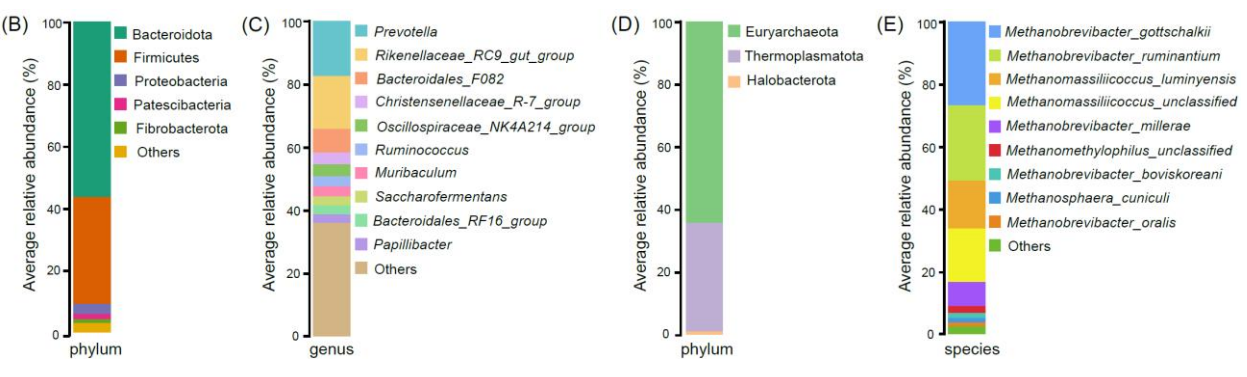 (B)
Average relative abundance (%)
100
80
60
40
20
0
phylum
Bacteroidota
Firmicutes
Proteobacteria
Patescibacteria
Fibrobacterota
Others
(C)
Average relative abundance (%)
100
80
60
40
20
0
genus
Prevotella
Rikenellaceae_RC9_gut_group
Bacteroidales_F082
Christensenellaceae_R-7_group
Oscillospiraceae_NK4A214_group
Ruminococcus
Muribaculum
Saccharofermentans
Bacteroidales_RF16_group
Papillibacter
Others
(D)
Average relative abundance (%)
100
80
60
40
20
0
phylum
Euryarchaeota
Thermoplasmatota
Halobacterota
(E)
Average relative abundance (%)
100
80
60
40
20
0
species
Methanobrevibacter_gottschalkii
Methanobrevibacter_ruminantium
Methanomassiliicoccus_luminyensis
Methanomassiliicoccus_unclassified
Methanobrevibacter_millerae
Methanomethylophilus_unclassified
Methanobrevibacter_boviskoreani
Methanosphaera_cuniculi
Methanobrevibacter_oralis
Others